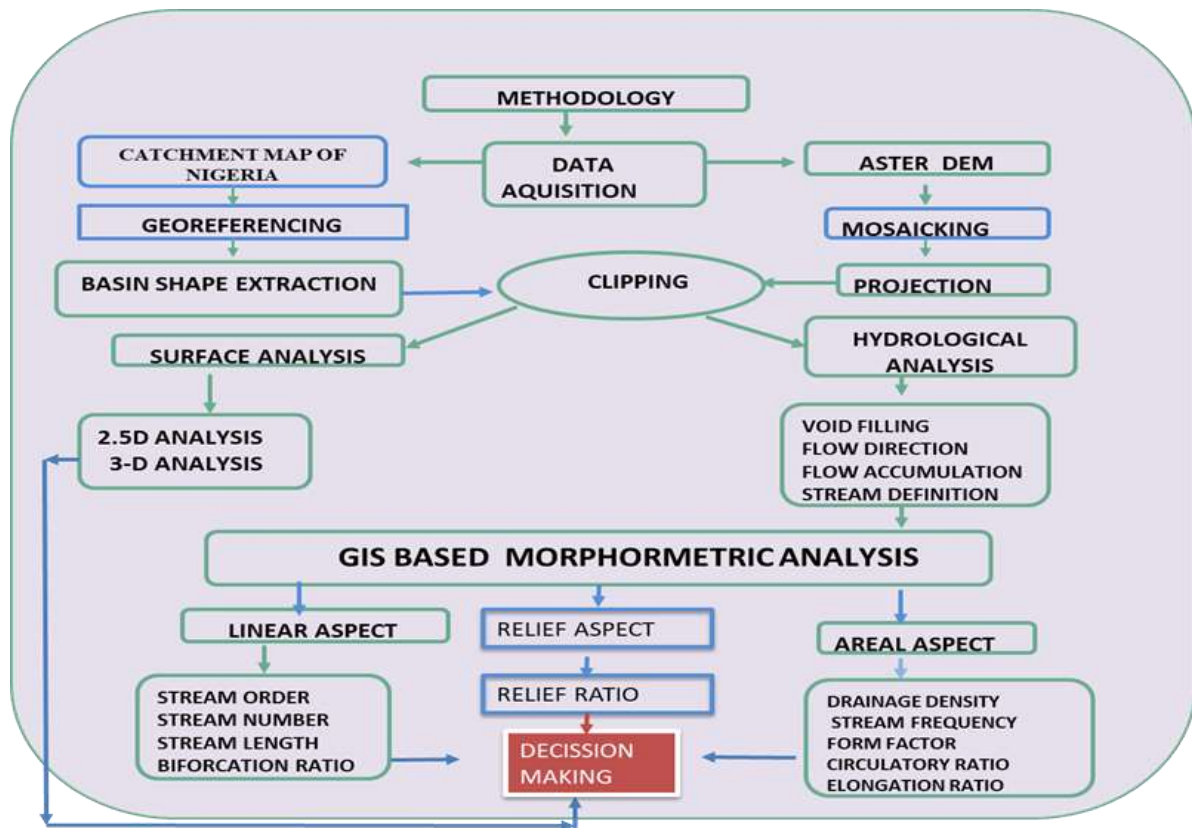 METHODOLOGY
CATCHMENT MAP OF
NIGERIA
DATA
AQUISITION
ASTER DEM
GEOREFERENCING
MOSAICKING
BASIN SHAPE EXTRACTION
CLIPPING
PROJECTION
SURFACE ANALYSIS
HYDROLOGICAL
ANALYSIS
2.5D ANALYSIS
3-D ANALYSIS
VOID FILLING
FLOW DIRECTION
FLOW ACCUMULATION
STREAM DEFINITION
GIS BASED MORPHORMETRIC ANALYSIS
LINEAR ASPECT
RELIEF ASPECT
AREAL ASPECT
STREAM ORDER
STREAM NUMBER
STREAM LENGTH
BIFORCATION RATIO
RELIEF RATIO
DECISSION
MAKING
DRAINAGE DENSITY
STREAM FREQUENCY
FORM FACTOR
CIRCULATORY RATIO
ELONGATION RATIO